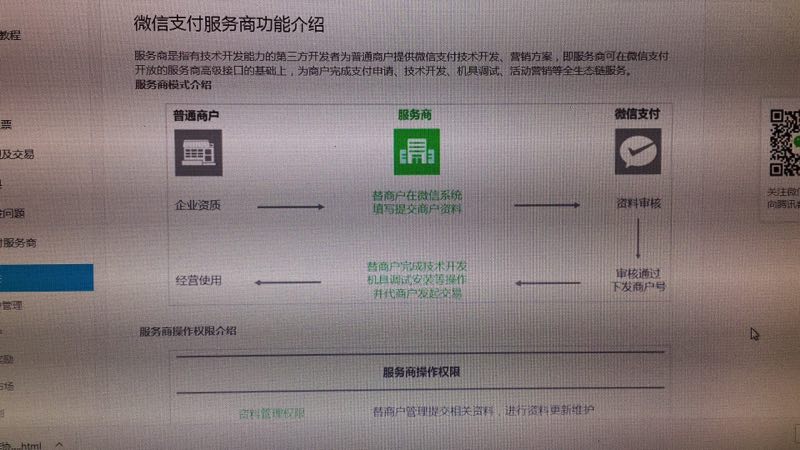 微信支付服务商功能介绍
教程
服务商是指有技术开发能力的第三方开发者为普通商户提供微信支付技术开发、营销方案，即服务商可在微信支付
开放的服务商高级接口的基础上，为商户完成支付申请、技术开发、机具调试、活动营销等全生态链服务。
服务商模式介绍
普通商户
服务商
微信支付
票
及交易
企业资质
替商户在微信系统
填写提交商户资料
资料审核
关注微
向腾讯
问题
服务商
经营使用
替商户完成技术开发
机具调试安装等操作
并代商户发起交易
审核通过
下发商户号
管理
服务商操作权限介绍
服务商操作权限
资料管理权限
替商户管理提交相关资料，进行资料更新维护
励
市场
协....html